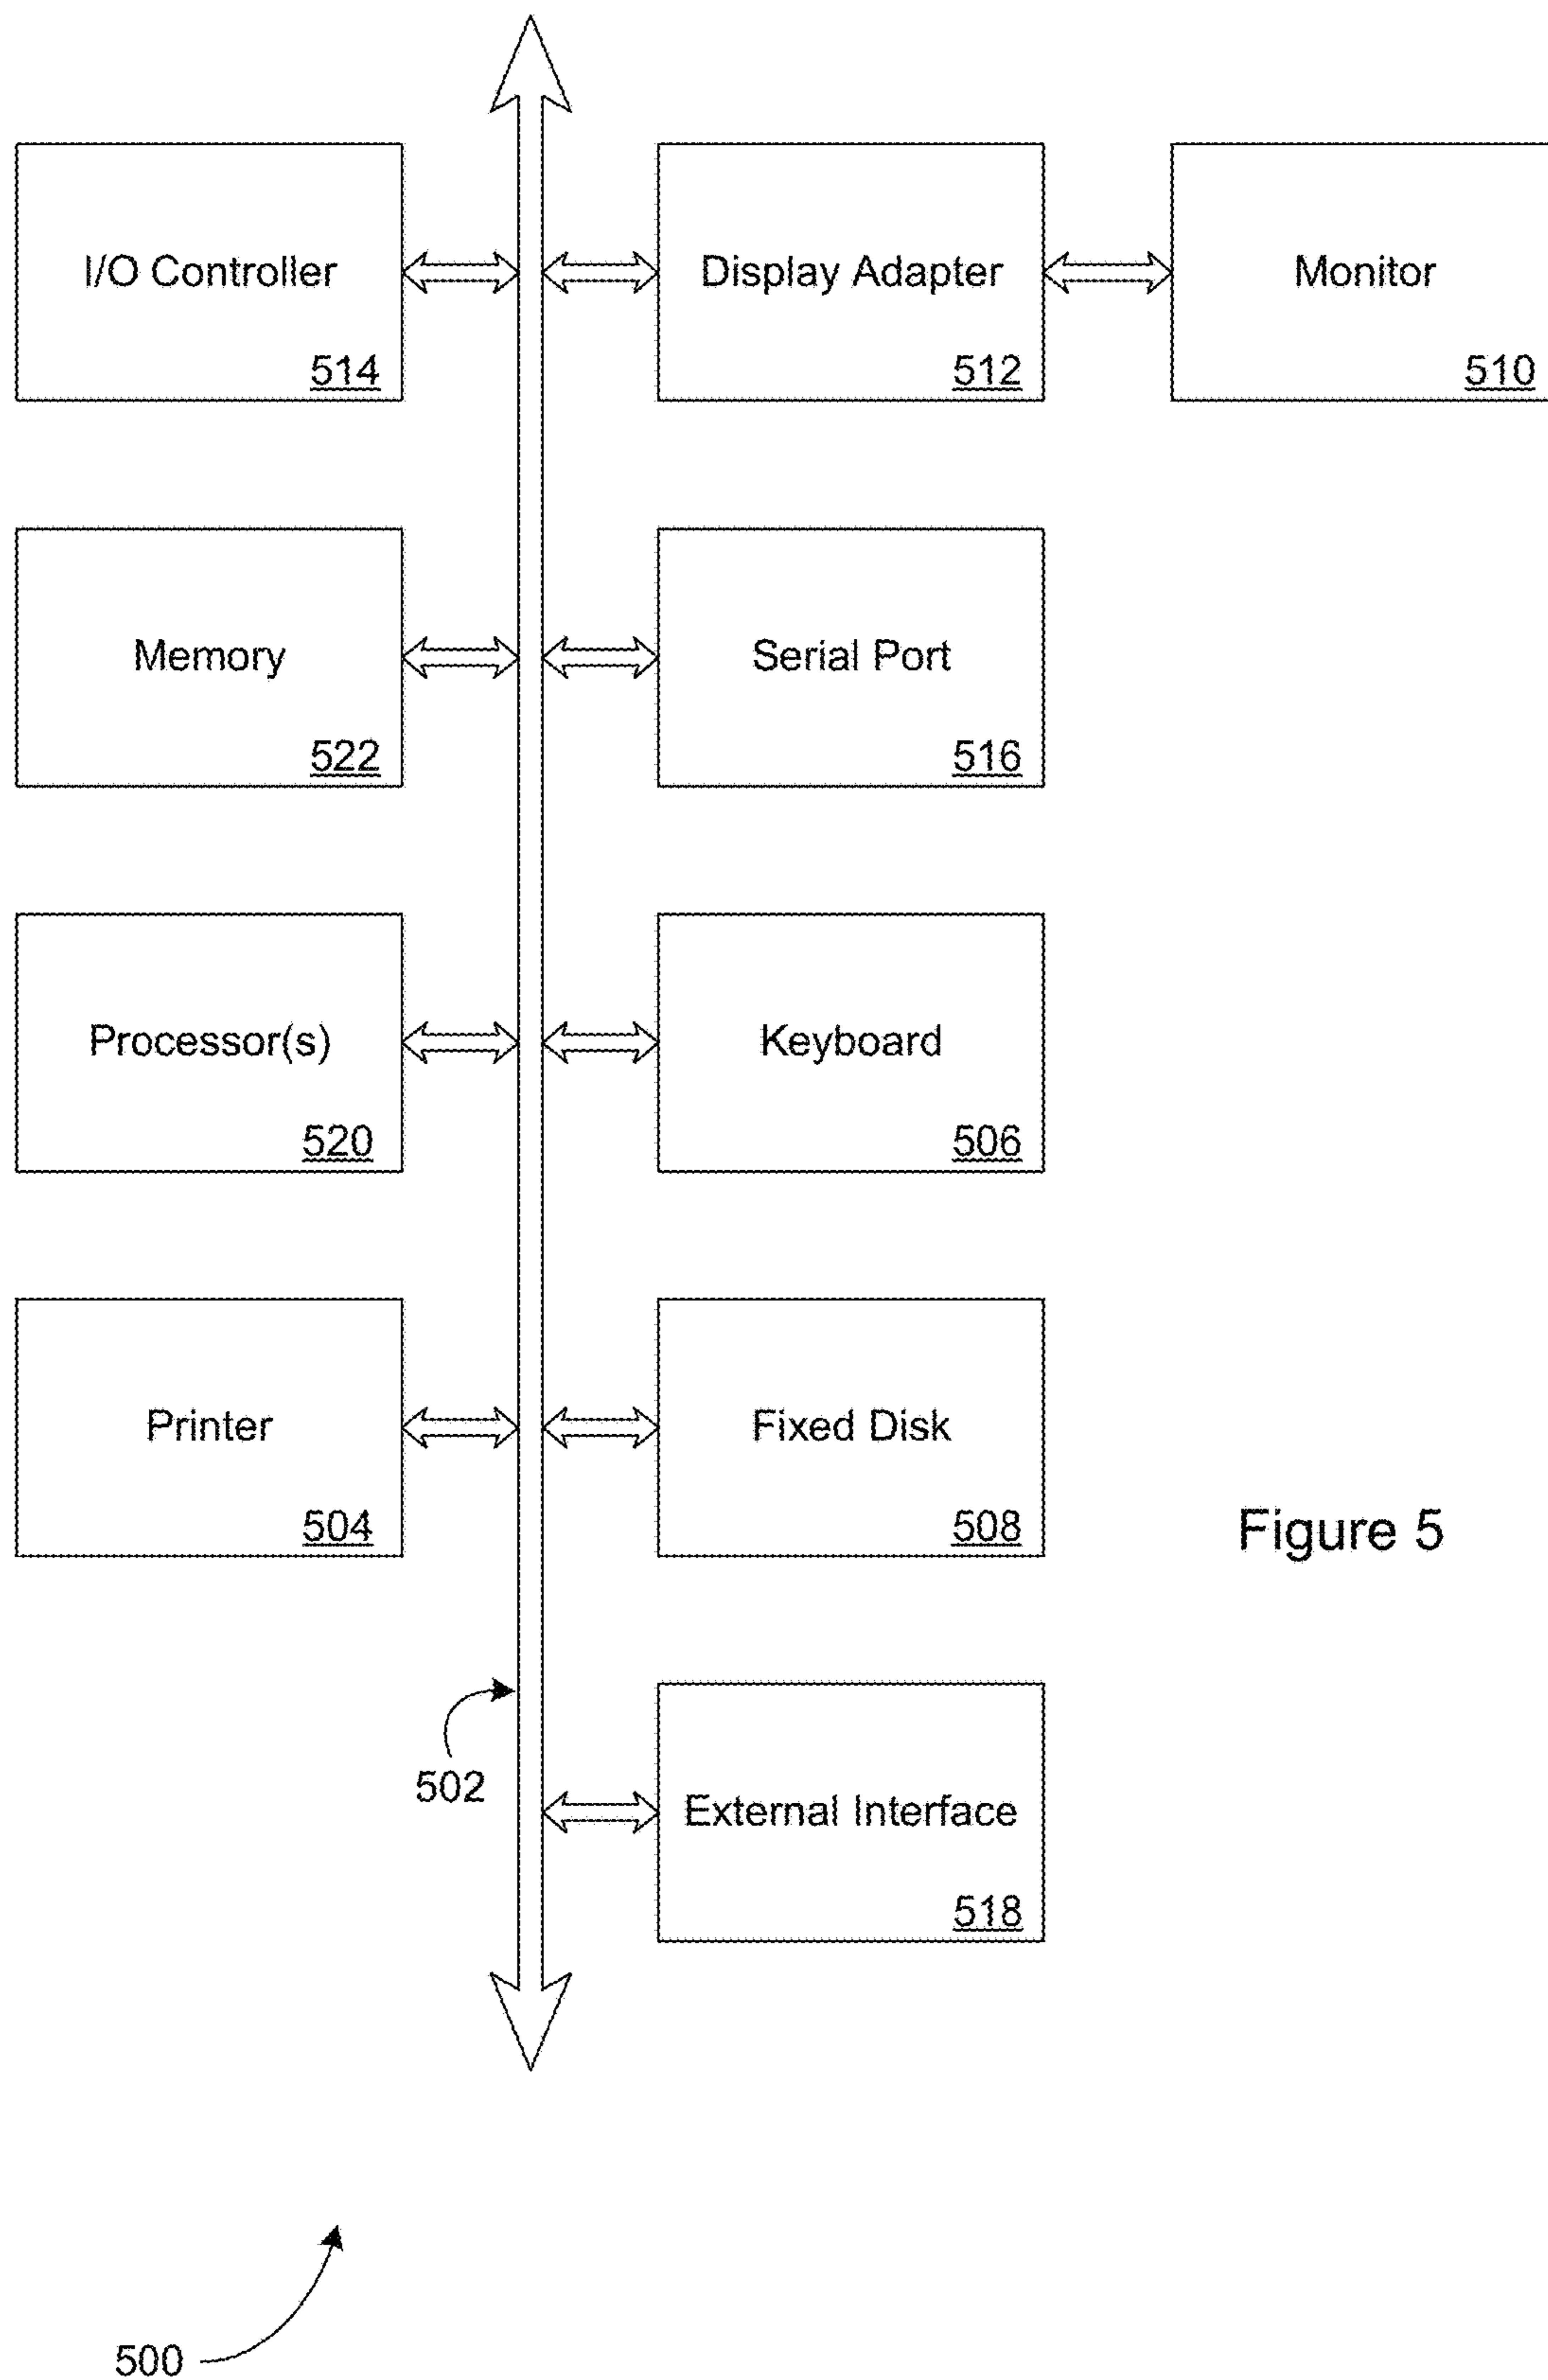 I/O Controller
514
Display Adapter
512
Monitor
510
Memory
522
Serial Port
516
Processor(s)
520
Keyboard
506
Printer
504
Fixed Disk
508
Figure 5
502
External Interface
518
500